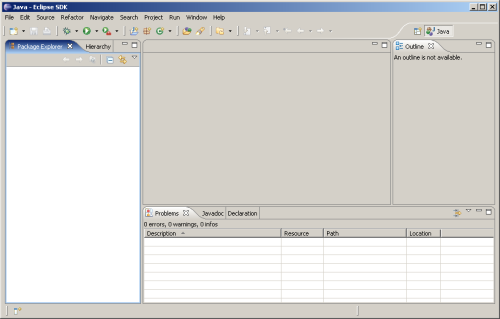 Java - Eclipse SDK
File Edit Source Refactor Navigate Search Project Run Window Help
Java
Package Explorer Hierarchy
Outline
An outline is not available.
Problems Javadoc Declaration
0 errors, 0 warnings, 0 infos
Description Resource Path Location